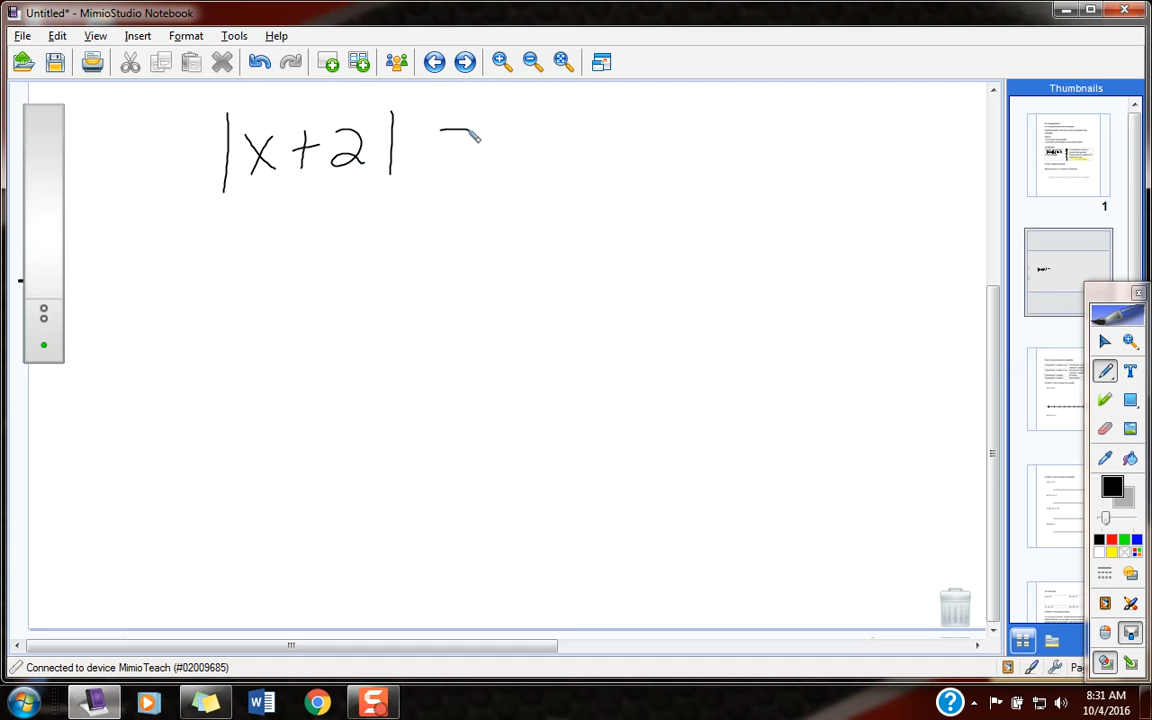 Untitled* - MimioStudio Notebook
File Edit View Insert Format Tools Help
Thumbnails
|x+2|
1
Connected to device MimioTeach (#02009685)
8:31 AM
10/4/2016